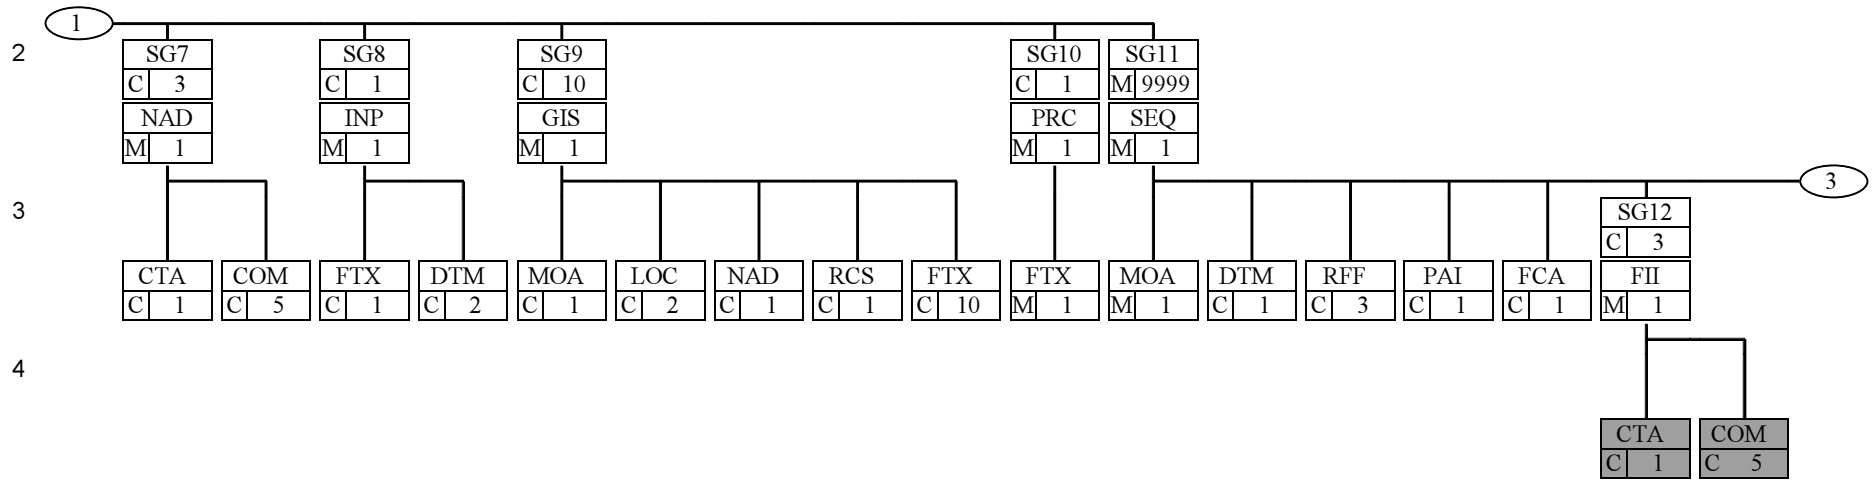 1
2
SG7 SG8 SG9 SG10 SG11
C 3 C 1 C 10 C 1 M 9999
NAD INP GIS PRC SEQ
M 1 M 1 M 1 M 1 M 1
3
3
SG12
C 3
CTA COM FTX DTM MOA LOC NAD RCS FTX FTX MOA DTM RFF PAI FCA FII
C 1 C 5 C 1 C 2 C 1 C 2 C 1 C 1 C 10 M 1 M 1 C 1 C 3 C 1 C 1 M 1
4
CTA COM
C 1 C 5